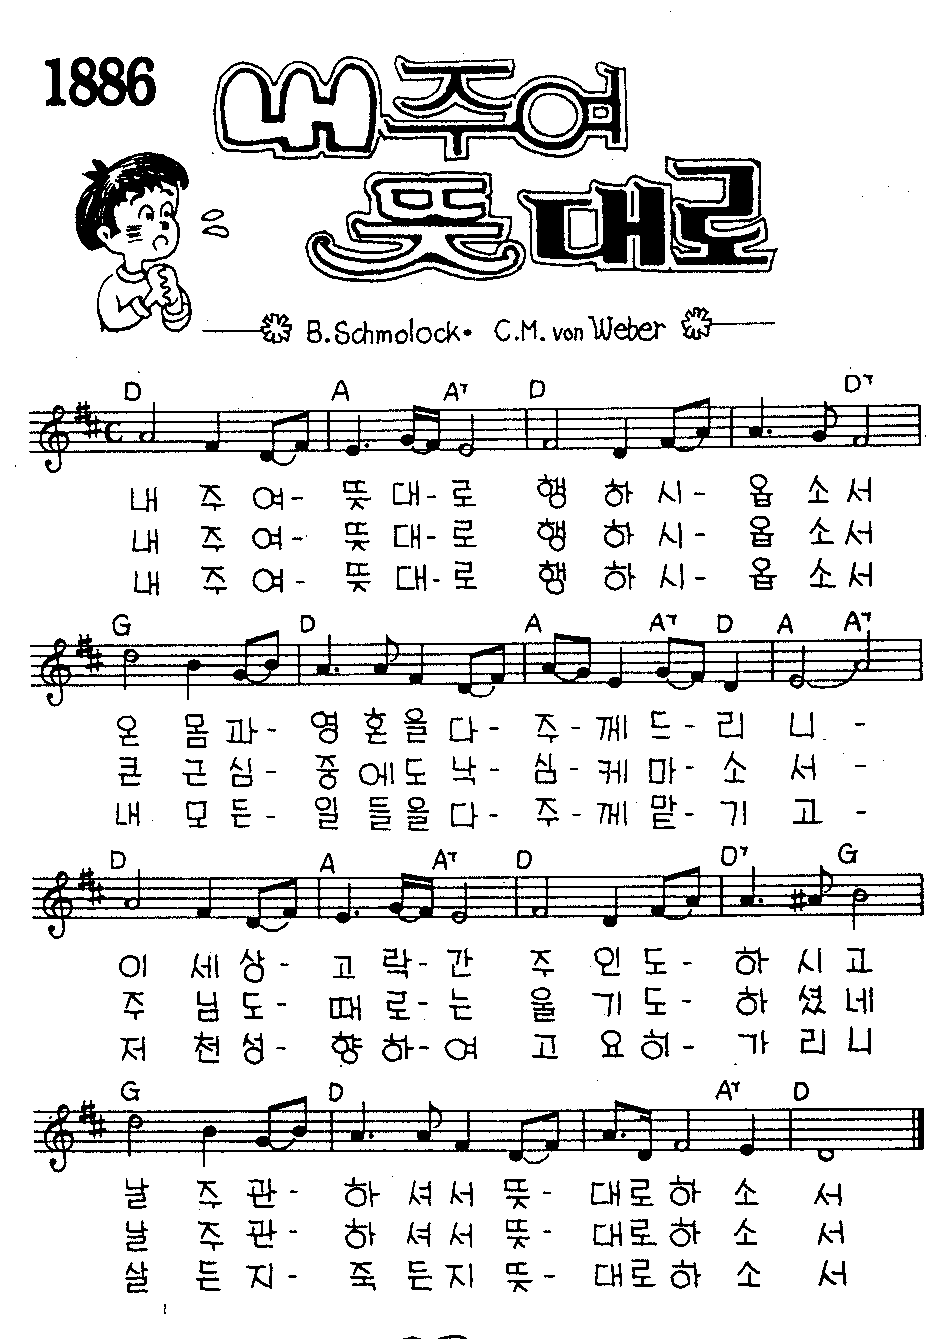 1886
내 주여
뜻대로
B. Schmolock · C.M. von Weber
D A A7 D D7
내 주 여- 뜻 대-로 행 하 시- 옵 소 서
내 주 여- 뜻 대-로 행 하 시- 옵 소 서
내 주 여- 뜻 대-로 행 하 시- 옵 소 서
G D A A7 D A A7
온 몸 과- 영 혼 을 다- 주-께 드-리 니 -
큰 근 심- 중 에 도 낙- 심-케 마-소 서 -
내 모 든- 일 들 을 다- 주-께 맡-기 고 -
D A A7 D D7 G
이 세 상- 고 락-간 주 인 도- 하 시 고
주 님 도- 때 로-는 울 기 도- 하 셨 네
저 천 성- 향 하-여 고 요 히- 가 리 니
G D A7 D
날 주 관- 하 셔 서 뜻- 대로하 소 서
날 주 관- 하 셔 서 뜻- 대로하 소 서
살 든 지- 죽 든 지 뜻- 대로하 소 서